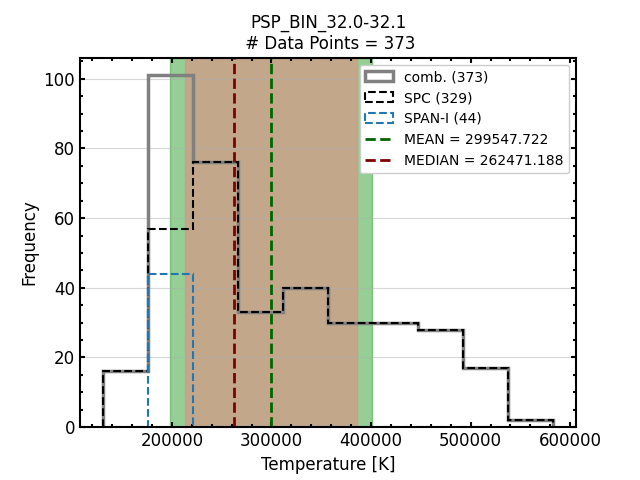 PSP_BIN_32.0-32.1
# Data Points = 373
comb. (373)
SPC (329)
SPAN-I (44)
MEAN = 299547.722
MEDIAN = 262471.188
Frequency
100
80
60
40
20
0
200000 300000 400000 500000 600000
Temperature [K]